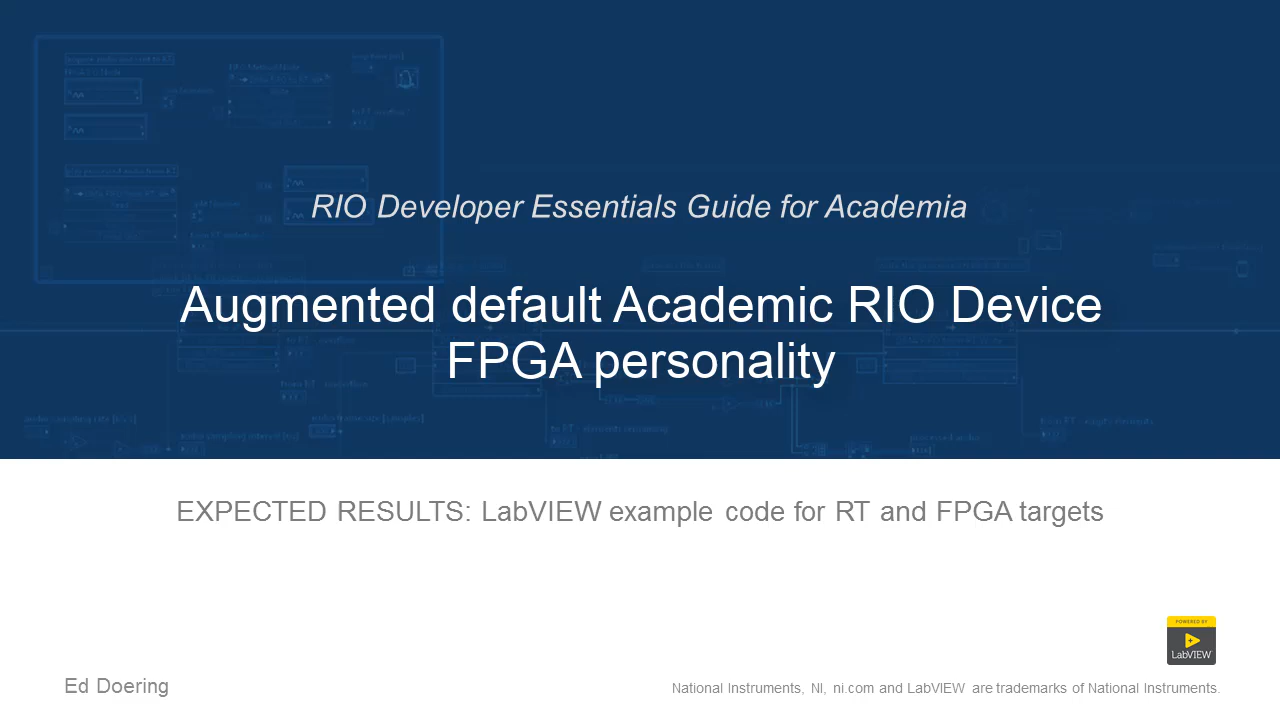 RIO Developer Essentials Guide for Academia
Augmented default Academic RIO Device
FPGA personality
EXPECTED RESULTS: LabVIEW example code for RT and FPGA targets
POWERED BY
LabVIEW
Ed Doering
National Instruments, NI, ni.com and LabVIEW are trademarks of National Instruments.